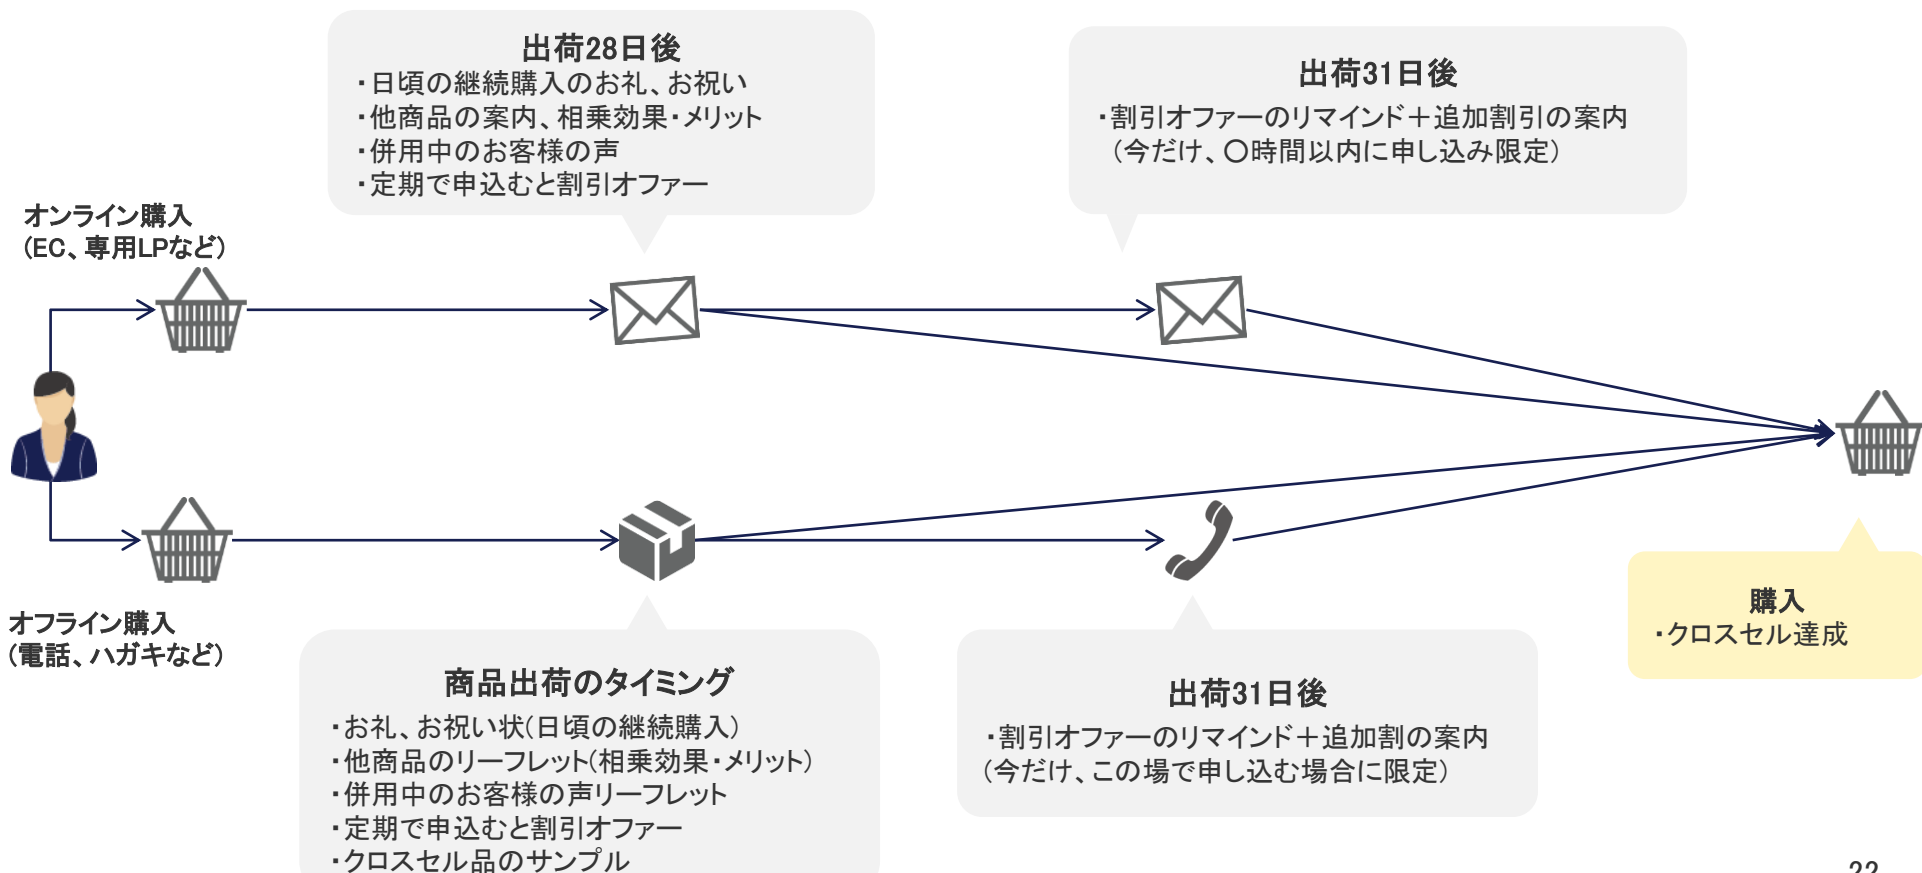 出荷28日後
・日頃の継続購入のお礼、お祝い
・他商品の案内、相乗効果・メリット
・併用中のお客様の声
・定期で申込むと割引オファー
出荷31日後
・割引オファーのリマインド＋追加割引の案内
（今だけ、〇時間以内に申し込み限定）
オンライン購入
(EC、専用LPなど)
オフライン購入
(電話、ハガキなど)
商品出荷のタイミング
・お礼、お祝い状(日頃の継続購入)
・他商品のリーフレット(相乗効果・メリット)
・併用中のお客様の声リーフレット
・定期で申込むと割引オファー
・クロスセル品のサンプル
出荷31日後
・割引オファーのリマインド＋追加割の案内
(今だけ、この場で申し込む場合に限定)
購入
・クロスセル達成
22